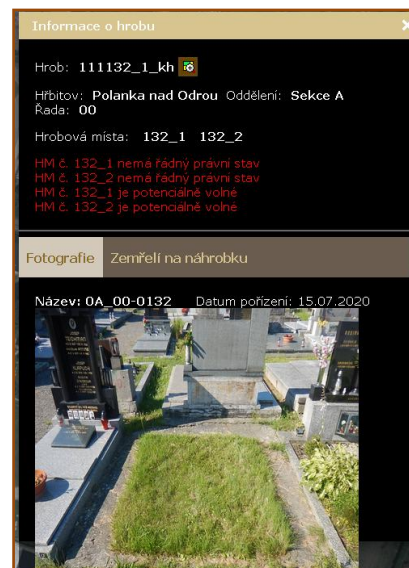 Informace o hrobu
Hrob: 111132_1_kh
Hřbitov: Polanka nad Odrou Oddělení: Sekce A
Řada: 00
Hrobová místa: 132_1 132_2
HM č. 132_1 nemá řádný právní stav
HM č. 132_2 nemá řádný právní stav
HM č. 132_1 je potenciálně volné
HM č. 132_2 je potenciálně volné
Fotografie Zemřelí na náhrobku
Název: 0A_00-0132 Datum pořízení: 15.07.2020